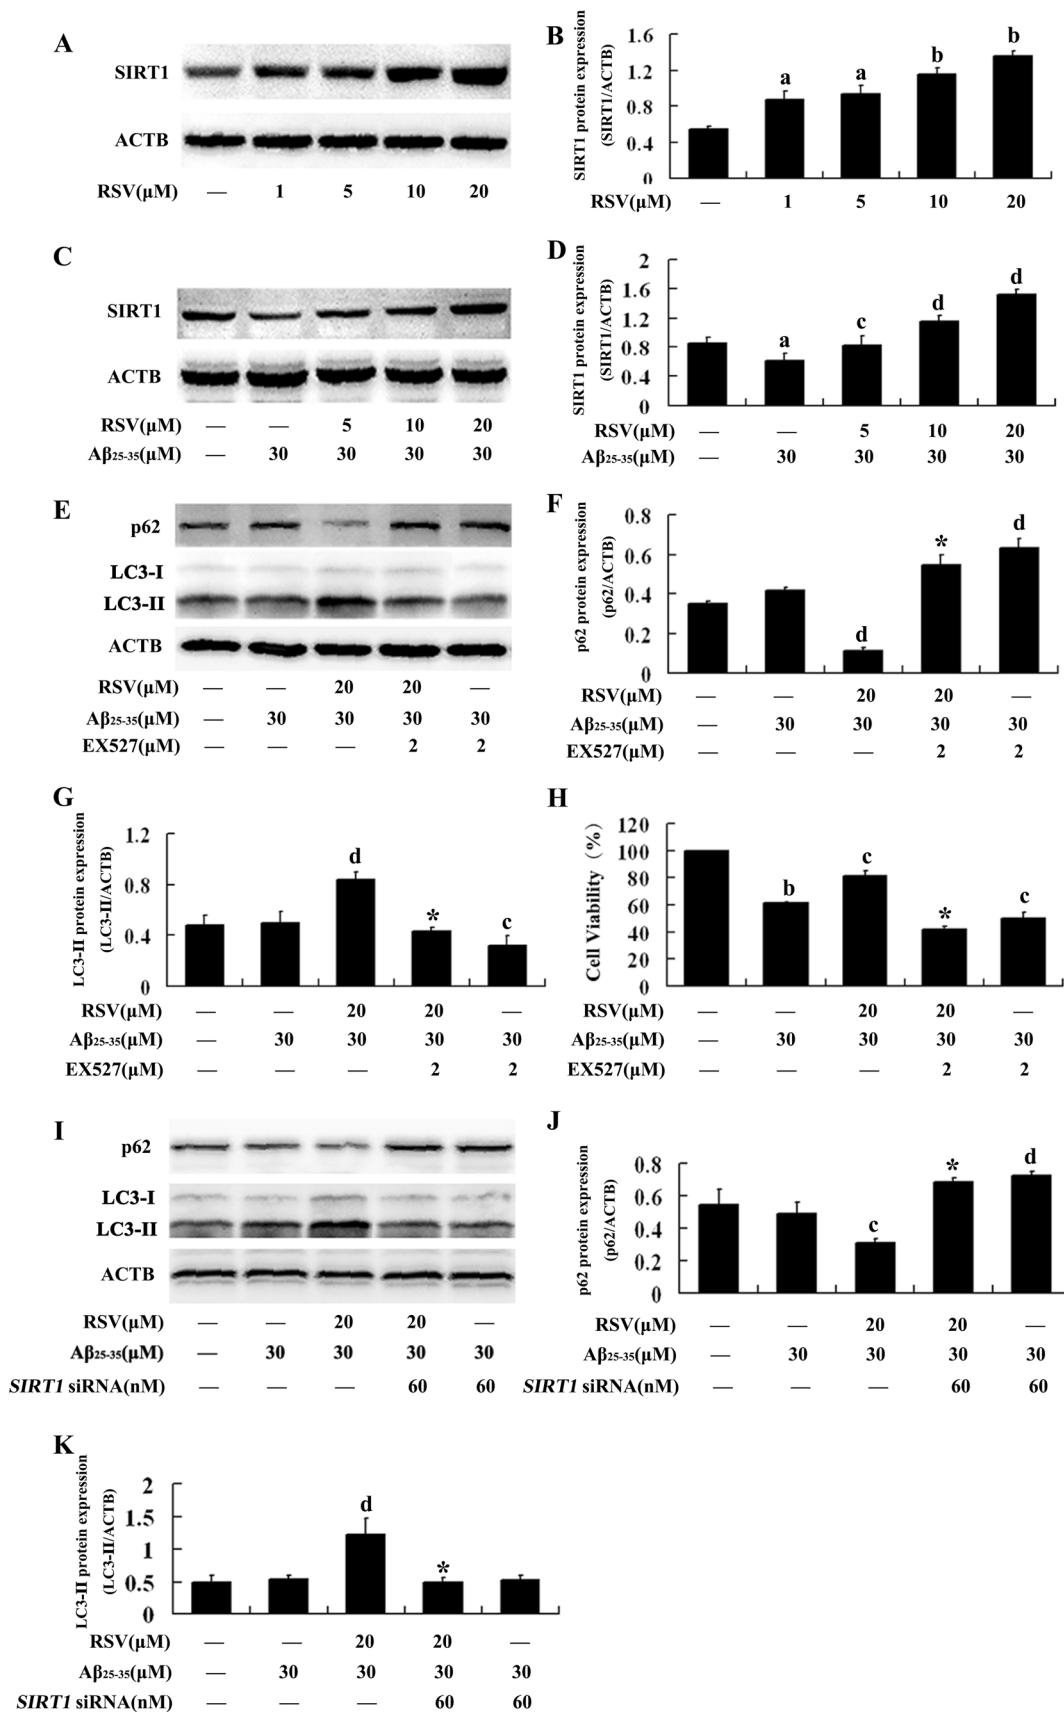 A
SIRT1
ACTB
RSV(μM) — 1 5 10 20
B
SIRT1 protein expression
(SIRT1/ACTB)
1.6
1.2
0.8
0.4
0
a a b b
RSV(μM) — 1 5 10 20
C
SIRT1
ACTB
RSV(μM) — — 5 10 20
Aβ25-35(μM) — 30 30 30 30
D
SIRT1 protein expression
(SIRT1/ACTB)
2
1.6
1.2
0.8
0.4
0
a c d d
RSV(μM) — — 5 10 20
Aβ25-35(μM) — 30 30 30 30
E
p62
LC3-I
LC3-II
ACTB
RSV(μM) — — 20 20 —
Aβ25-35(μM) — 30 30 30 30
EX527(μM) — — — 2 2
F
p62 protein expression
(p62/ACTB)
0.8
0.6
0.4
0.2
0
d * d
RSV(μM) — — 20 20 —
Aβ25-35(μM) — 30 30 30 30
EX527(μM) — — — 2 2
G
LC3-II protein expression
(LC3-II/ACTB)
1.2
0.8
0.4
0
d * c
RSV(μM) — — 20 20 —
Aβ25-35(μM) — 30 30 30 30
EX527(μM) — — — 2 2
H
Cell Viability (%)
120
100
80
60
40
20
0
b c * c
RSV(μM) — — 20 20 —
Aβ25-35(μM) — 30 30 30 30
EX527(μM) — — — 2 2
I
p62
LC3-I
LC3-II
ACTB
RSV(μM) — — 20 20 —
Aβ25-35(μM) — 30 30 30 30
SIRT1 siRNA(nM) — — — 60 60
J
p62 protein expression
(p62/ACTB)
0.8
0.6
0.4
0.2
0
c * d
RSV(μM) — — 20 20 —
Aβ25-35(μM) — 30 30 30 30
SIRT1 siRNA(nM) — — — 60 60
K
LC3-II protein expression
(LC3-II/ACTB)
2
1.5
1
0.5
0
d *
RSV(μM) — — 20 20 —
Aβ25-35(μM) — 30 30 30 30
SIRT1 siRNA(nM) — — — 60 60